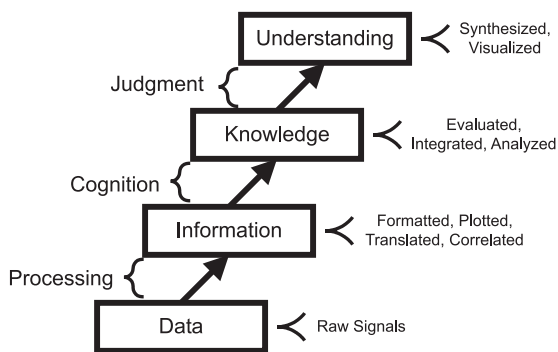 Understanding
Synthesized,
Visualized
Judgment
Knowledge
Evaluated,
Integrated, Analyzed
Cognition
Information
Formatted, Plotted,
Translated, Correlated
Processing
Data
Raw Signals